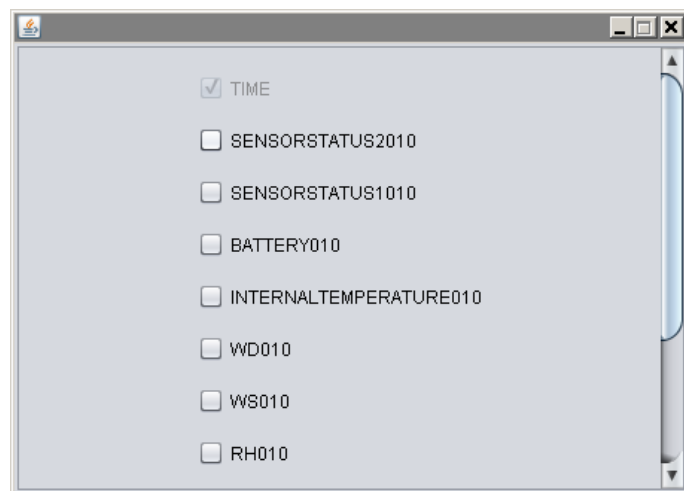 TIME
SENSORSTATUS2010
SENSORSTATUS1010
BATTERY010
INTERNALTEMPERATURE010
WD010
WS010
RH010